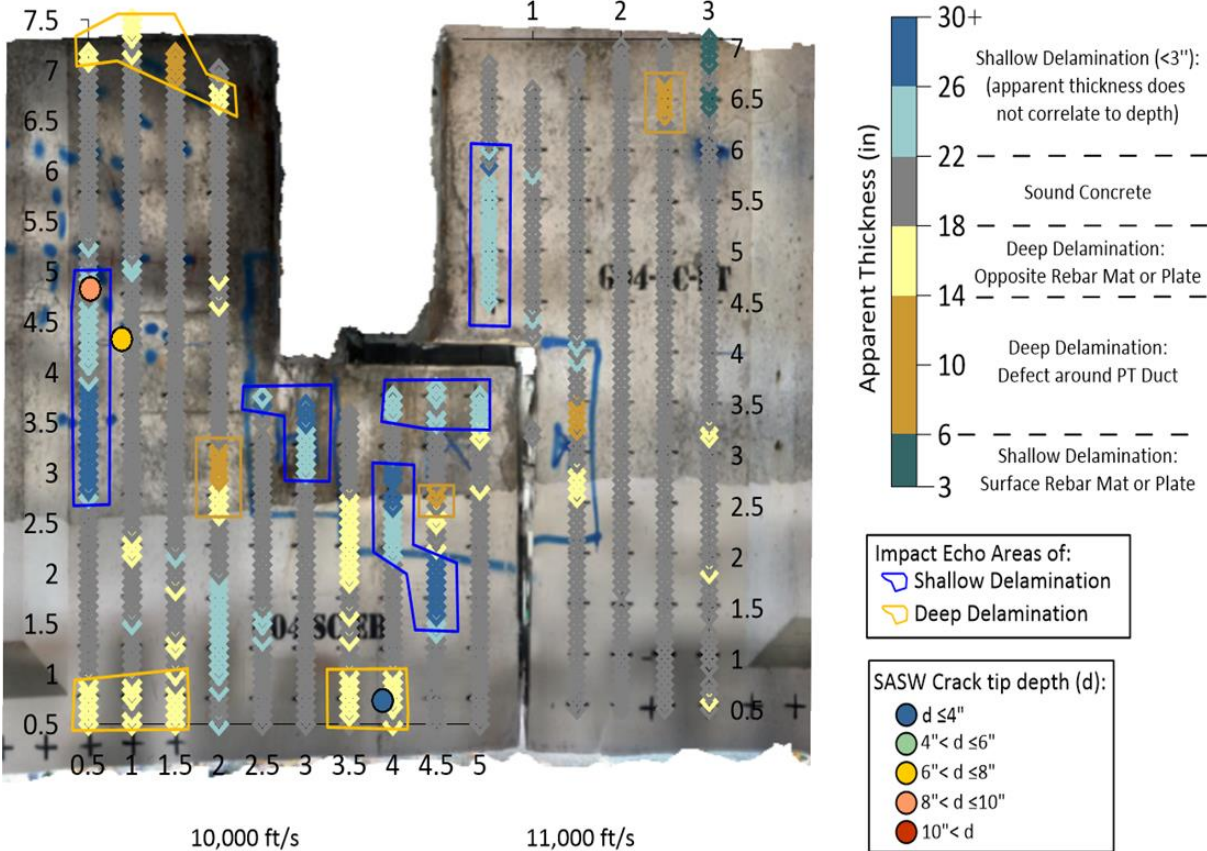 1 2 3
7.5
7
6.5
6
5.5
5
4.5
4
3.5
3
2.5
2
1.5
1
0.5
7
6.5
6
5.5
5
4.5
4
3.5
3
2.5
2
1.5
1
0.5
0.5 1 1.5 2 2.5 3 3.5 4 4.5 5
10,000 ft/s 11,000 ft/s
Apparent Thickness (in)
30+
26
22
18
14
10
6
3
Shallow Delamination (<3"):
(apparent thickness does
not correlate to depth)
Sound Concrete
Deep Delamination:
Opposite Rebar Mat or Plate
Deep Delamination:
Defect around PT Duct
Shallow Delamination:
Surface Rebar Mat or Plate
Impact Echo Areas of:
Shallow Delamination
Deep Delamination
SASW Crack tip depth (d):
d ≤4"
4"< d ≤6"
6"< d ≤8"
8"< d ≤10"
10"< d